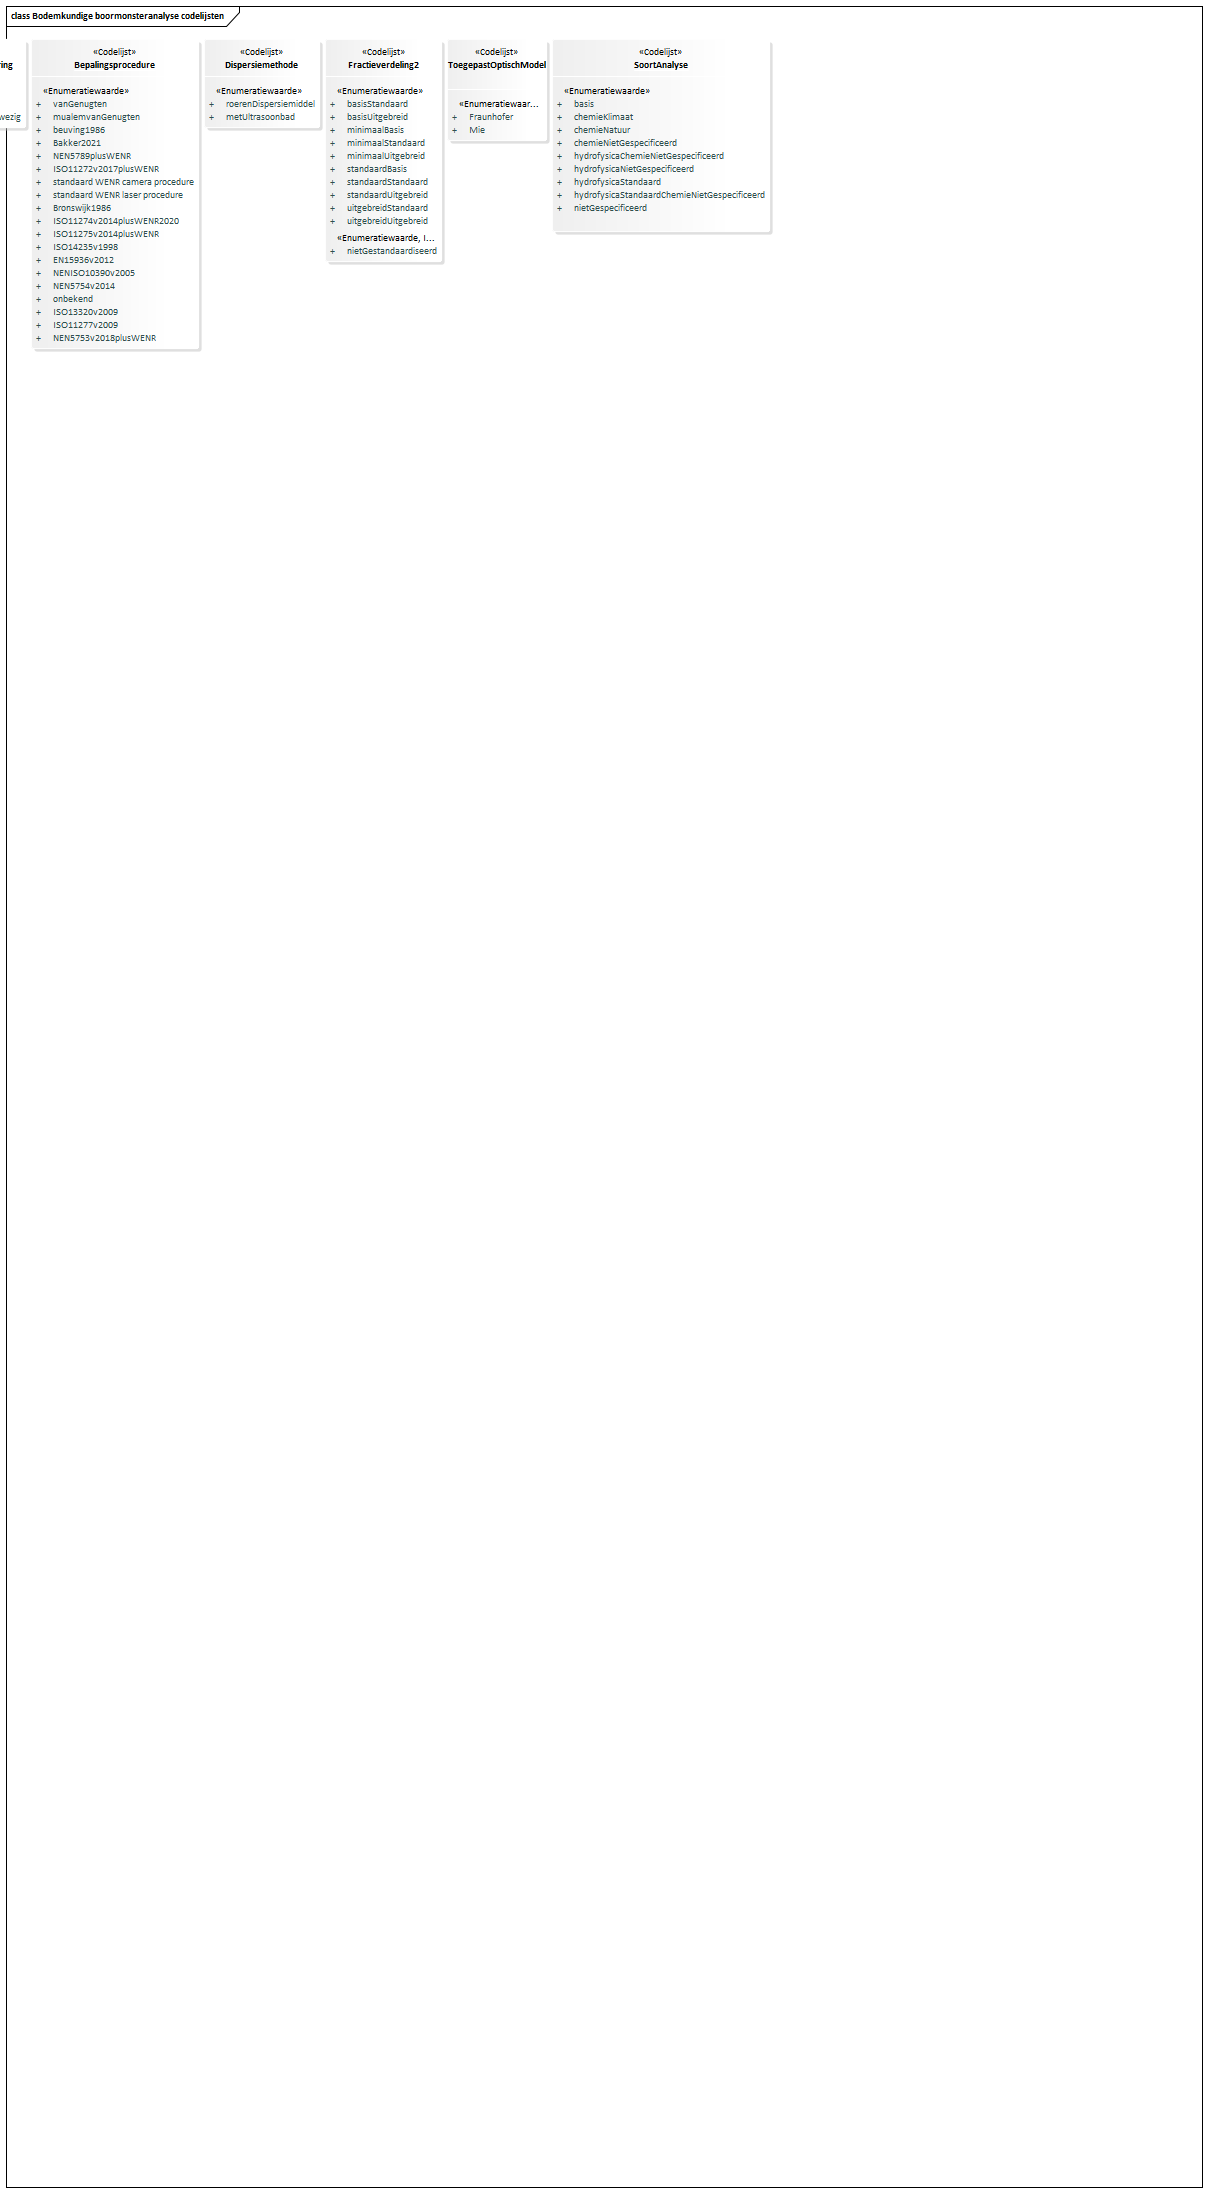 class Bodemkundige boormonsteranalyse codelijsten
ring
wezig
«Codelijst»
Bepalingsprocedure
«Enumeratiewaarde»
+ vanGenugten
+ mualemvanGenugten
+ beuving1986
+ Bakker2021
+ NEN5789plusWENR
+ ISO11272v2017plusWENR
+ standaard WENR camera procedure
+ standaard WENR laser procedure
+ Bronswijk1986
+ ISO11274v2014plusWENR2020
+ ISO11275v2014plusWENR
+ ISO14235v1998
+ EN15936v2012
+ NENISO10390v2005
+ NEN5754v2014
+ onbekend
+ ISO13320v2009
+ ISO11277v2009
+ NEN5753v2018plusWENR
«Codelijst»
Dispersiemethode
«Enumeratiewaarde»
+ roerenDispersiemiddel
+ metUltrasoonbad
«Codelijst»
Fractieverdeling2
«Enumeratiewaarde»
+ basisStandaard
+ basisUitgebreid
+ minimaalBasis
+ minimaalStandaard
+ minimaalUitgebreid
+ standaardBasis
+ standaardStandaard
+ standaardUitgebreid
+ uitgebreidStandaard
+ uitgebreidUitgebreid
«Enumeratiewaarde, I...
+ nietGestandaardiseerd
«Codelijst»
ToegepastOptischModel
«Enumeratiewaar...
+ Fraunhofer
+ Mie
«Codelijst»
SoortAnalyse
«Enumeratiewaarde»
+ basis
+ chemieKlimaat
+ chemieNatuur
+ chemieNietGespecificeerd
+ hydrofysicaChemieNietGespecificeerd
+ hydrofysicaNietGespecificeerd
+ hydrofysicaStandaard
+ hydrofysicaStandaardChemieNietGespecificeerd
+ nietGespecificeerd